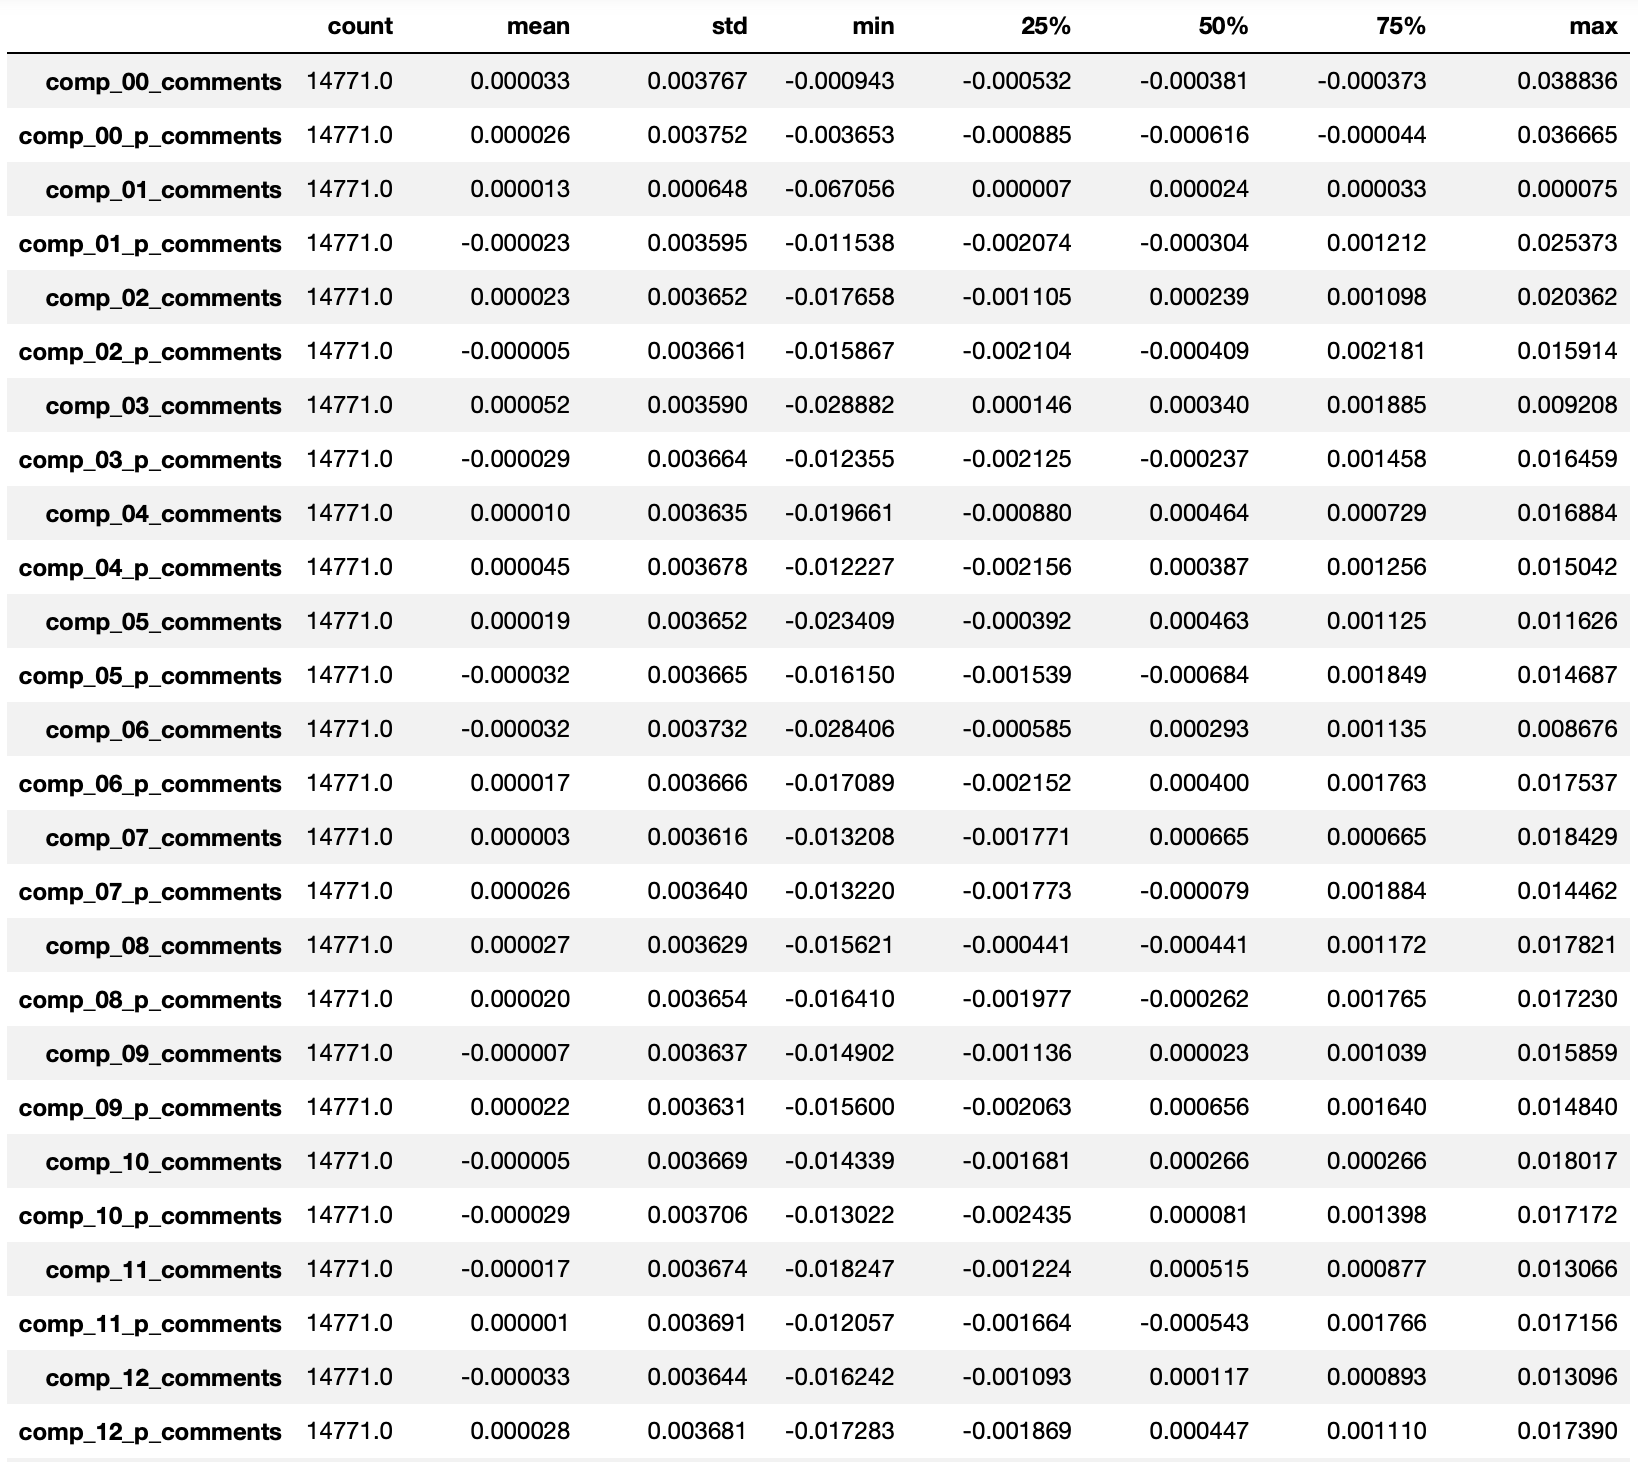 count mean std min 25% 50% 75% max
comp_00_comments 14771.0 0.000033 0.003767 -0.000943 -0.000532 -0.000381 -0.000373 0.038836
comp_00_p_comments 14771.0 0.000026 0.003752 -0.003653 -0.000885 -0.000616 -0.000044 0.036665
comp_01_comments 14771.0 0.000013 0.000648 -0.067056 0.000007 0.000024 0.000033 0.000075
comp_01_p_comments 14771.0 -0.000023 0.003595 -0.011538 -0.002074 -0.000304 0.001212 0.025373
comp_02_comments 14771.0 0.000023 0.003652 -0.017658 -0.001105 0.000239 0.001098 0.020362
comp_02_p_comments 14771.0 -0.000005 0.003661 -0.015867 -0.002104 -0.000409 0.002181 0.015914
comp_03_comments 14771.0 0.000052 0.003590 -0.028882 0.000146 0.000340 0.001885 0.009208
comp_03_p_comments 14771.0 -0.000029 0.003664 -0.012355 -0.002125 -0.000237 0.001458 0.016459
comp_04_comments 14771.0 0.000010 0.003635 -0.019661 -0.000880 0.000464 0.000729 0.016884
comp_04_p_comments 14771.0 0.000045 0.003678 -0.012227 -0.002156 0.000387 0.001256 0.015042
comp_05_comments 14771.0 0.000019 0.003652 -0.023409 -0.000392 0.000463 0.001125 0.011626
comp_05_p_comments 14771.0 -0.000032 0.003665 -0.016150 -0.001539 -0.000684 0.001849 0.014687
comp_06_comments 14771.0 -0.000032 0.003732 -0.028406 -0.000585 0.000293 0.001135 0.008676
comp_06_p_comments 14771.0 0.000017 0.003666 -0.017089 -0.002152 0.000400 0.001763 0.017537
comp_07_comments 14771.0 0.000003 0.003616 -0.013208 -0.001771 0.000665 0.000665 0.018429
comp_07_p_comments 14771.0 0.000026 0.003640 -0.013220 -0.001773 -0.000079 0.001884 0.014462
comp_08_comments 14771.0 0.000027 0.003629 -0.015621 -0.000441 -0.000441 0.001172 0.017821
comp_08_p_comments 14771.0 0.000020 0.003654 -0.016410 -0.001977 -0.000262 0.001765 0.017230
comp_09_comments 14771.0 -0.000007 0.003637 -0.014902 -0.001136 0.000023 0.001039 0.015859
comp_09_p_comments 14771.0 0.000022 0.003631 -0.015600 -0.002063 0.000656 0.001640 0.014840
comp_10_comments 14771.0 -0.000005 0.003669 -0.014339 -0.001681 0.000266 0.000266 0.018017
comp_10_p_comments 14771.0 -0.000029 0.003706 -0.013022 -0.002435 0.000081 0.001398 0.017172
comp_11_comments 14771.0 -0.000017 0.003674 -0.018247 -0.001224 0.000515 0.000877 0.013066
comp_11_p_comments 14771.0 0.000001 0.003691 -0.012057 -0.001664 -0.000543 0.001766 0.017156
comp_12_comments 14771.0 -0.000033 0.003644 -0.016242 -0.001093 0.000117 0.000893 0.013096
comp_12_p_comments 14771.0 0.000028 0.003681 -0.017283 -0.001869 0.000447 0.001110 0.017390